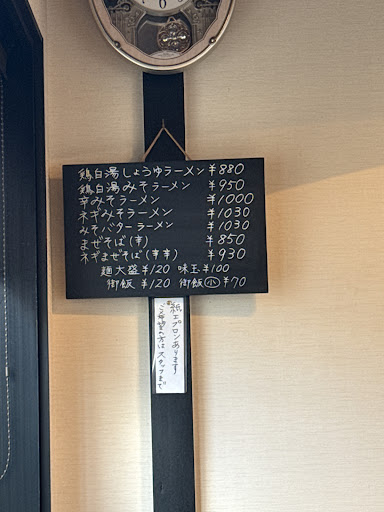 鶏白湯しょうゆラーメン ¥880
鶏白湯みそラーメン ¥950
辛みそラーメン ¥1000
ネギみそラーメン ¥1030
みそバターラーメン ¥1030
まぜそば(辛) ¥850
ネギまぜそば(辛辛) ¥930
麺大盛 ¥120 味玉 ¥100
御飯 ¥120 御飯小 ¥70
紙エプロンあります
ご希望の方はスタッフまで